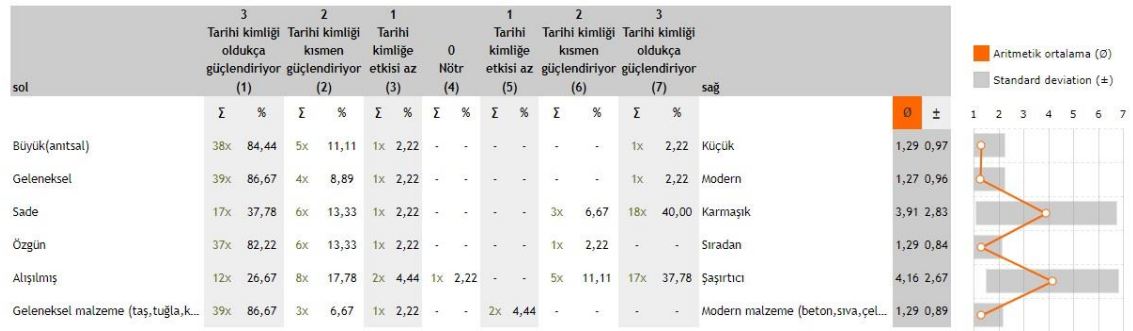 3 2 1 1 2 3
Tarihi kimliği Tarihi kimliği Tarihi Tarihi Tarihi kimliği Tarihi kimliği
oldukça kısmen kimliğe 0 kimliğe kısmen oldukça
güçlendiriyor güçlendiriyor etkisi az Nötr etkisi az güçlendiriyor güçlendiriyor
sol (1) (2) (3) (4) (5) (6) (7) sağ
Aritmetik ortalama (Ø)
Standard deviation (±)
Σ % Σ % Σ % Σ % Σ % Σ % Σ % Ø ± 1 2 3 4 5 6 7
Büyük(anıtsal) 38x 84,44 5x 11,11 1x 2,22 - - - - - - 1x 2,22 Küçük 1,29 0,97
Geleneksel 39x 86,67 4x 8,89 1x 2,22 - - - - - - 1x 2,22 Modern 1,27 0,96
Sade 17x 37,78 6x 13,33 1x 2,22 - - - - 3x 6,67 18x 40,00 Karmaşık 3,91 2,83
Özgün 37x 82,22 6x 13,33 1x 2,22 - - - - 1x 2,22 - - Sıradan 1,29 0,84
Alışılmış 12x 26,67 8x 17,78 2x 4,44 1x 2,22 - - 5x 11,11 17x 37,78 Şaşırtıcı 4,16 2,67
Geleneksel malzeme (taş,tuğla,k... 39x 86,67 3x 6,67 1x 2,22 - - 2x 4,44 - - - - Modern malzeme (beton,sıva,çel... 1,29 0,89